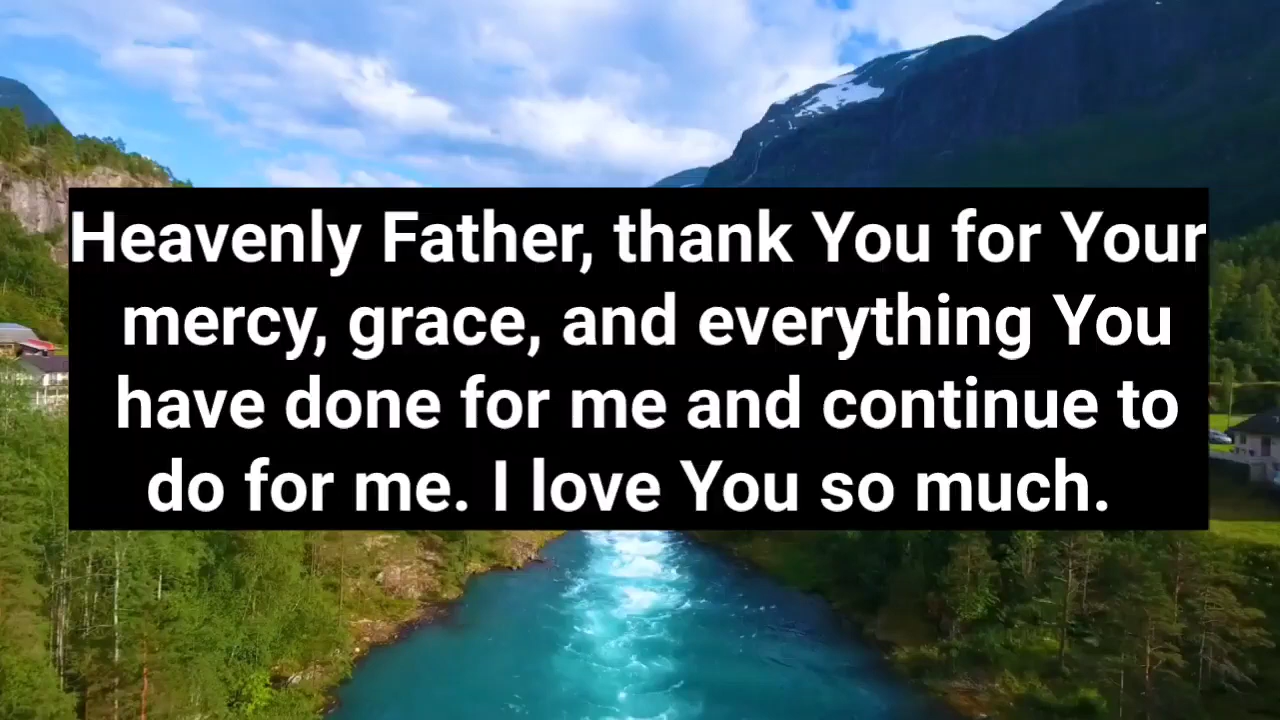 Heavenly Father, thank You for Your
mercy, grace, and everything You
have done for me and continue to
do for me. I love You so much.